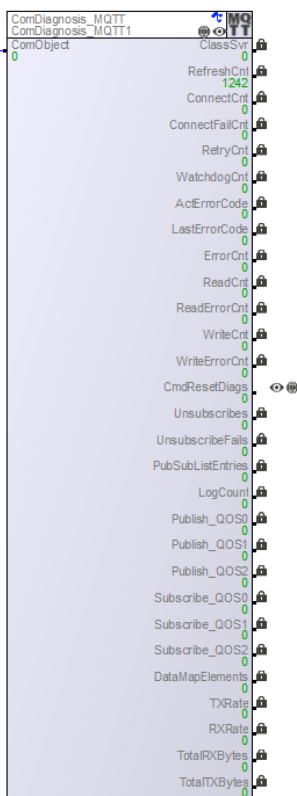 ComDiagnosis_MQTT
ComDiagnosis_MQTT1
MQ
TT
ComObject
0
ClassSvr
0
RefreshCnt
1242
ConnectCnt
0
ConnectFailCnt
0
RetryCnt
0
WatchdogCnt
0
ActErrorCode
0
LastErrorCode
0
ErrorCnt
0
ReadCnt
0
ReadErrorCnt
0
WriteCnt
0
WriteErrorCnt
0
CmdResetDiags
0
Unsubscribes
0
UnsubscribeFails
0
PubSubListEntries
0
LogCount
0
Publish_QOS0
0
Publish_QOS1
0
Publish_QOS2
0
Subscribe_QOS0
0
Subscribe_QOS1
0
Subscribe_QOS2
0
DataMapElements
0
TXRate
0
RXRate
0
TotalRXBytes
0
TotalTXBytes
0